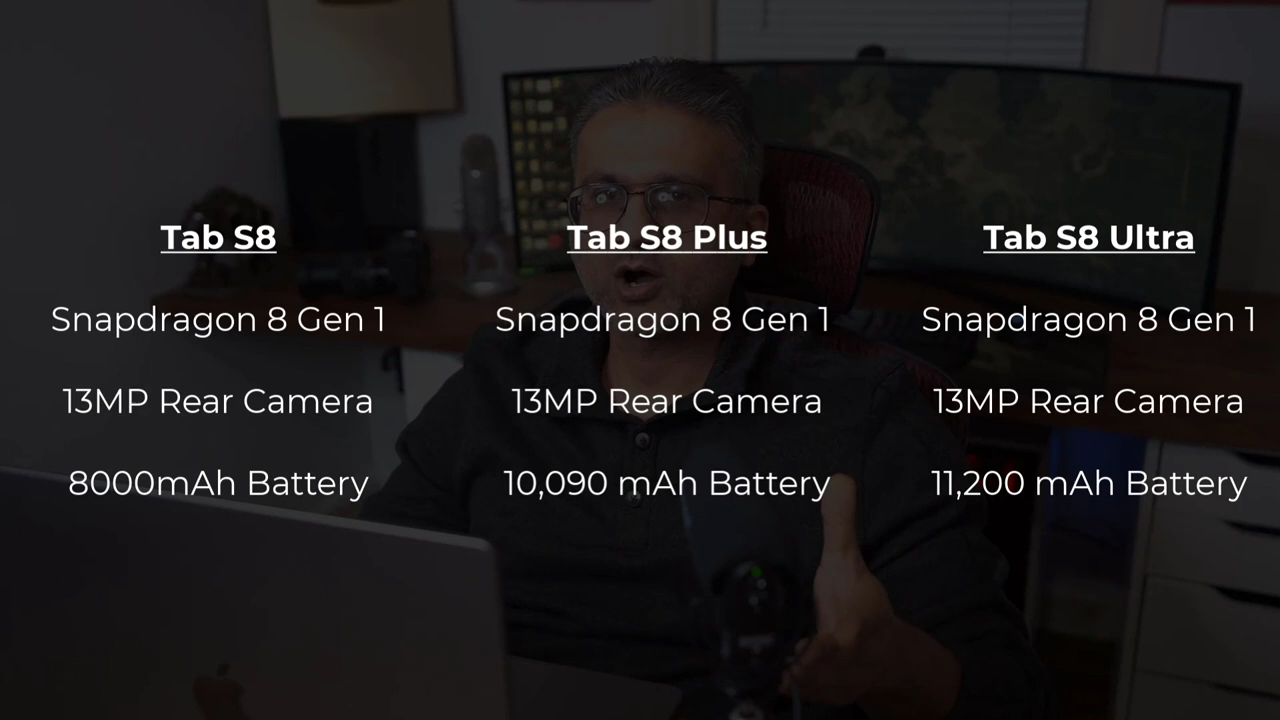 Tab S8
Snapdragon 8 Gen 1
13MP Rear Camera
8000mAh Battery
Tab S8 Plus
Snapdragon 8 Gen 1
13MP Rear Camera
10,090 mAh Battery
Tab S8 Ultra
Snapdragon 8 Gen 1
13MP Rear Camera
11,200 mAh Battery